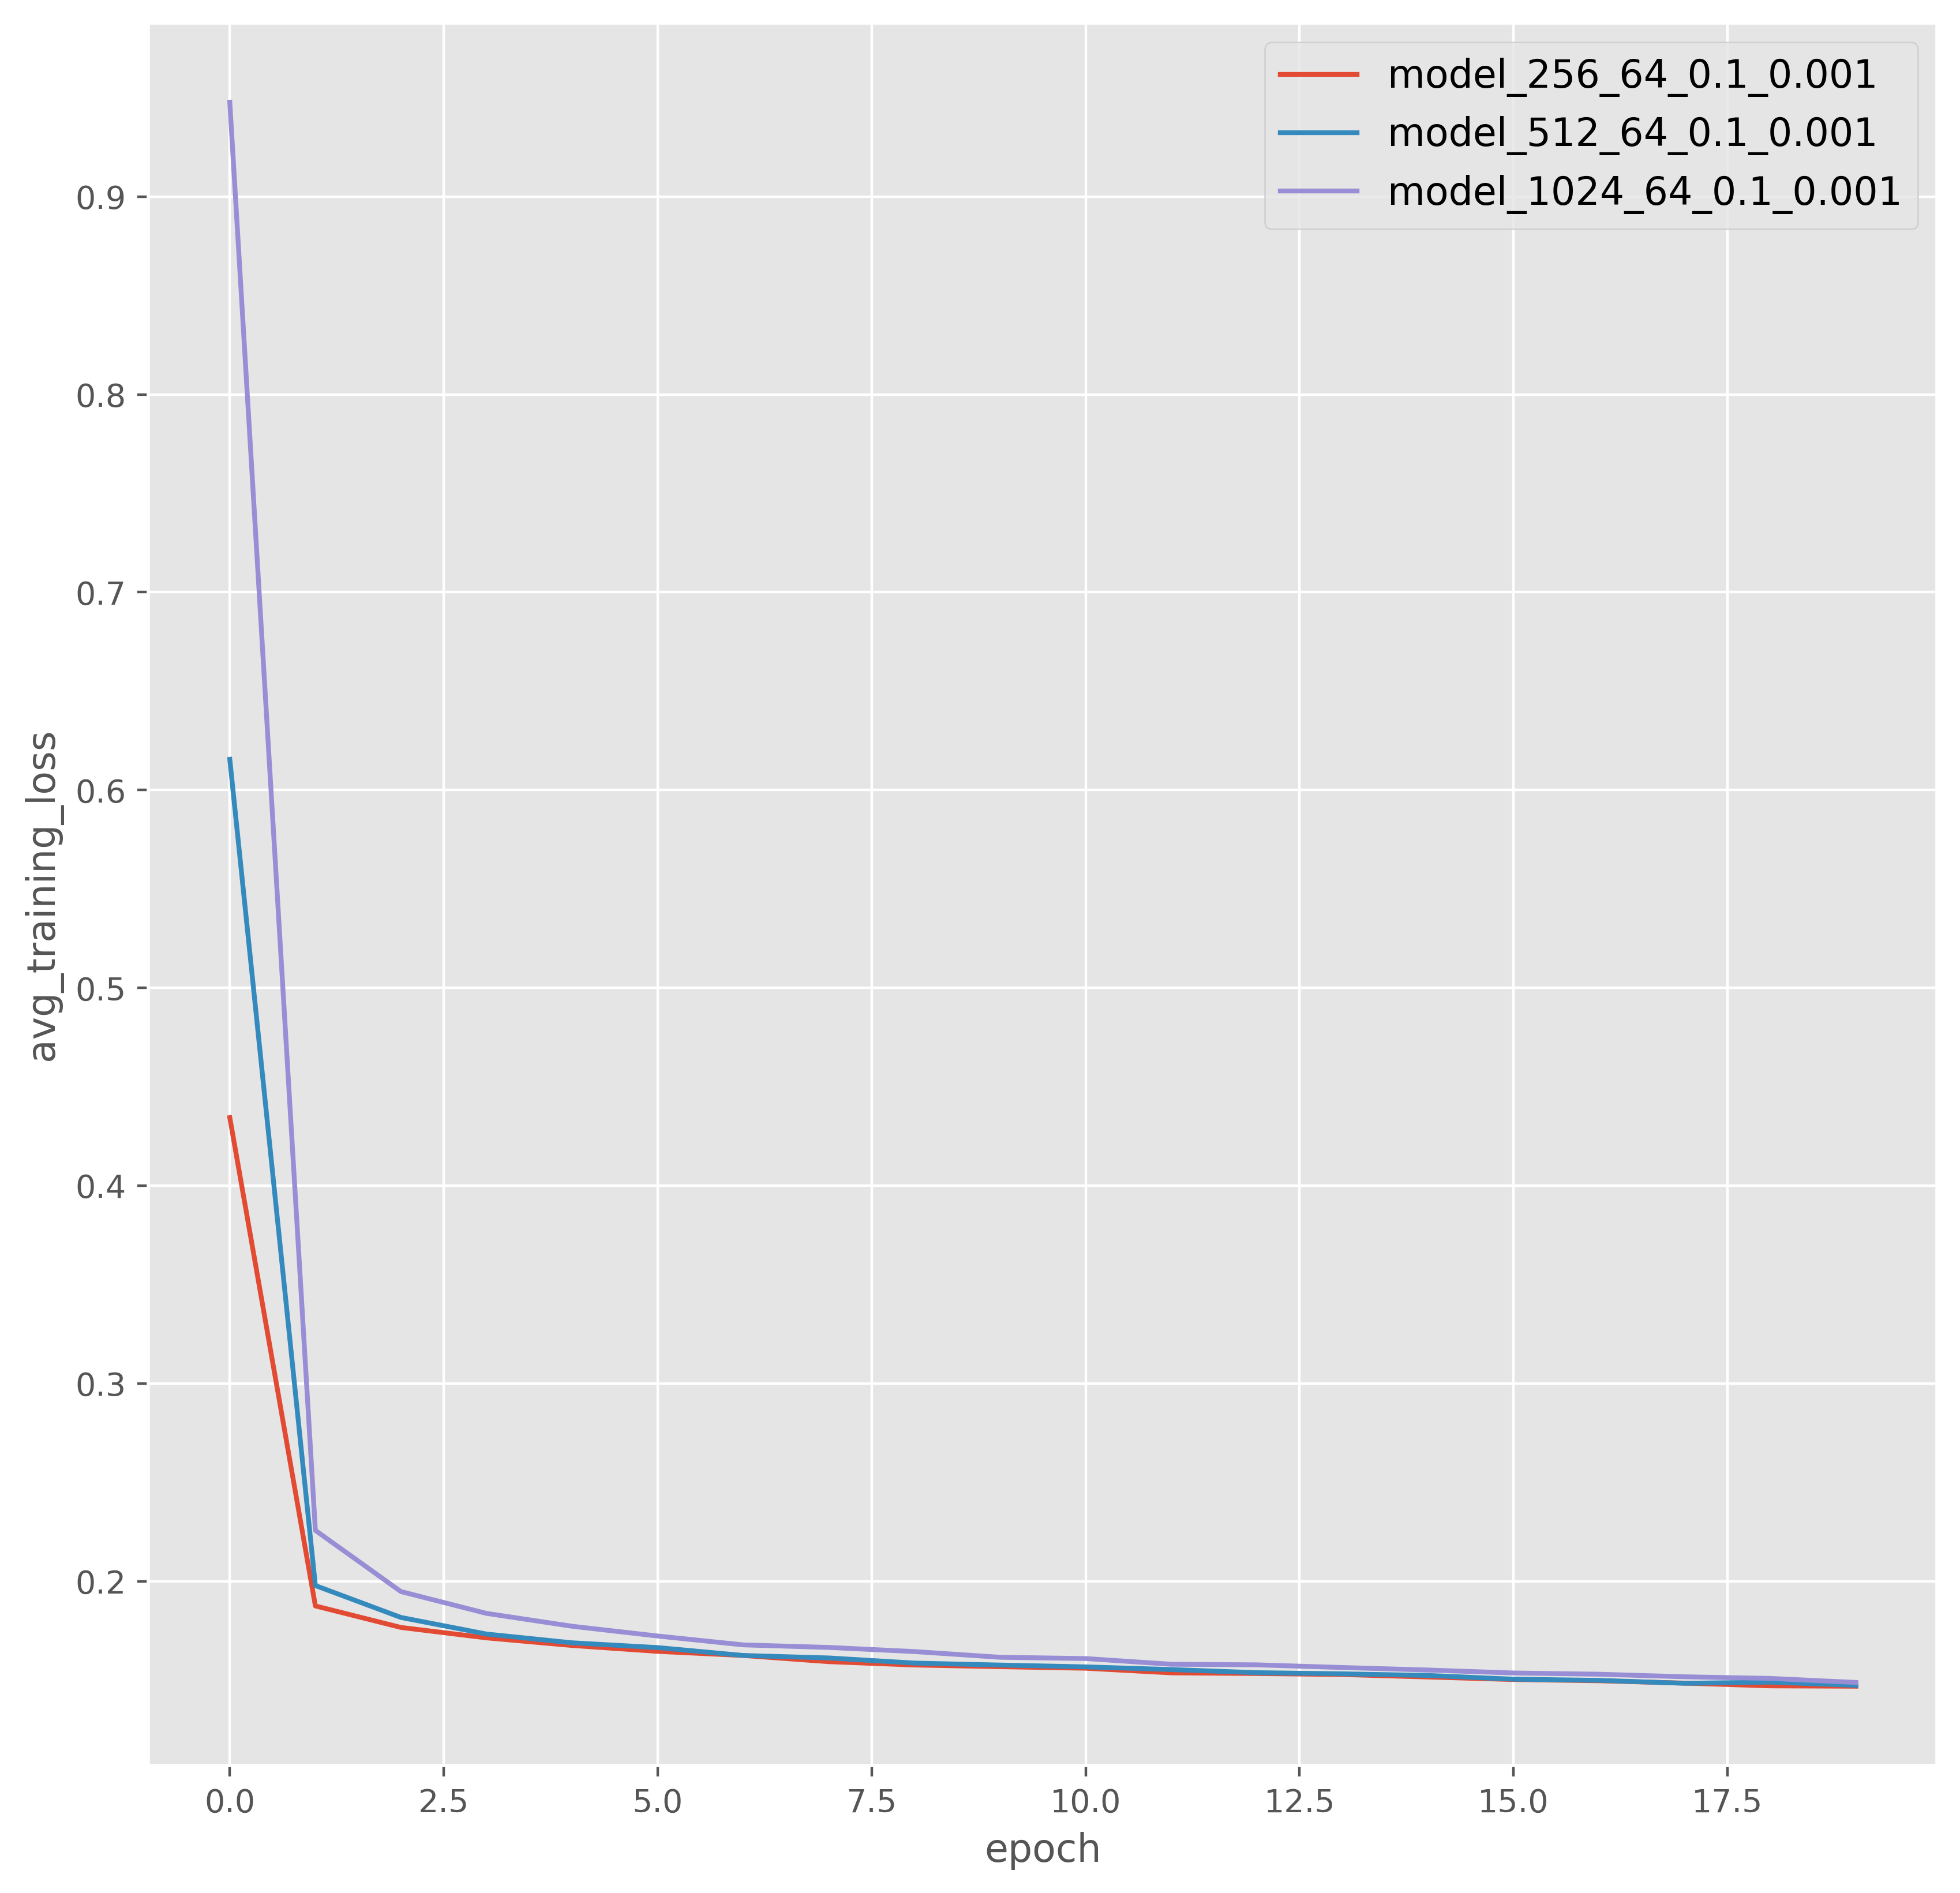 model_256_64_0.1_0.001
model_512_64_0.1_0.001
model_1024_64_0.1_0.001
avg_training_loss
0.9
0.8
0.7
0.6
0.5
0.4
0.3
0.2
0.0 2.5 5.0 7.5 10.0 12.5 15.0 17.5
epoch